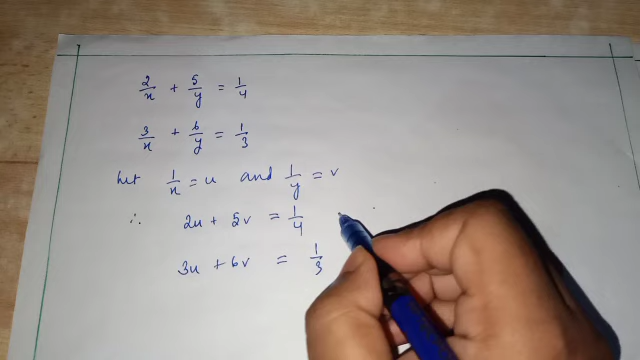 2/x + 5/y = 1/4
3/x + 6/y = 1/3
let 1/x = u and 1/y = v
∴ 2u + 5v = 1/4
3u + 6v = 1/3